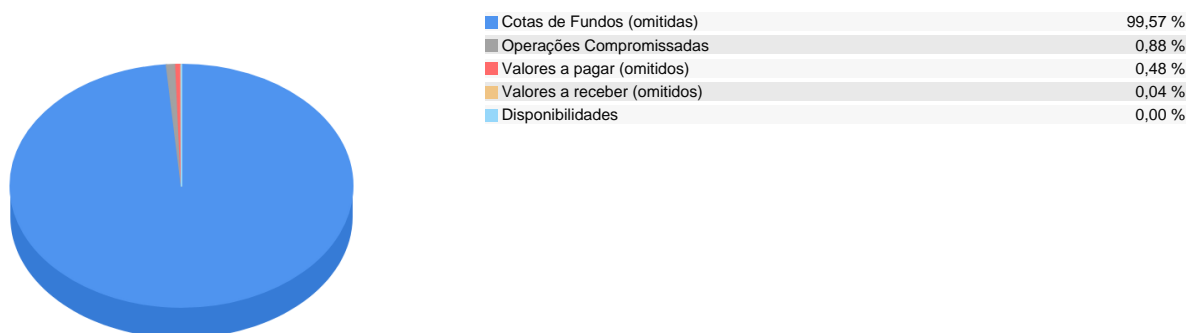 Cotas de Fundos (omitidas) 99,57 %
Operações Compromissadas 0,88 %
Valores a pagar (omitidos) 0,48 %
Valores a receber (omitidos) 0,04 %
Disponibilidades 0,00 %